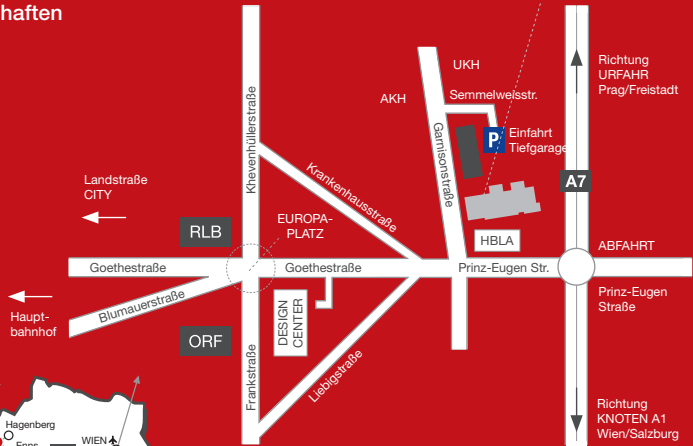 haften
UKH
AKH
Semmelweisstr.
P
Einfahrt
Tiefgarage
Garnisonstraße
Khevenhüllerstraße
Krankenhausstraße
Richtung
URFAHR
Prag/Freistadt
A7
Landstraße
CITY
RLB
EUROPA-
PLATZ
HBLA
ABFAHRT
Goethestraße
Goethestraße
Prinz-Eugen Str.
Prinz-Eugen
Straße
Blumauerstraße
Haupt-
bahnhof
ORF
DESIGN
CENTER
Frankstraße
Liebigstraße
Richtung
KNOTEN A1
Wien/Salzburg
Hagenberg
Enns
WIEN